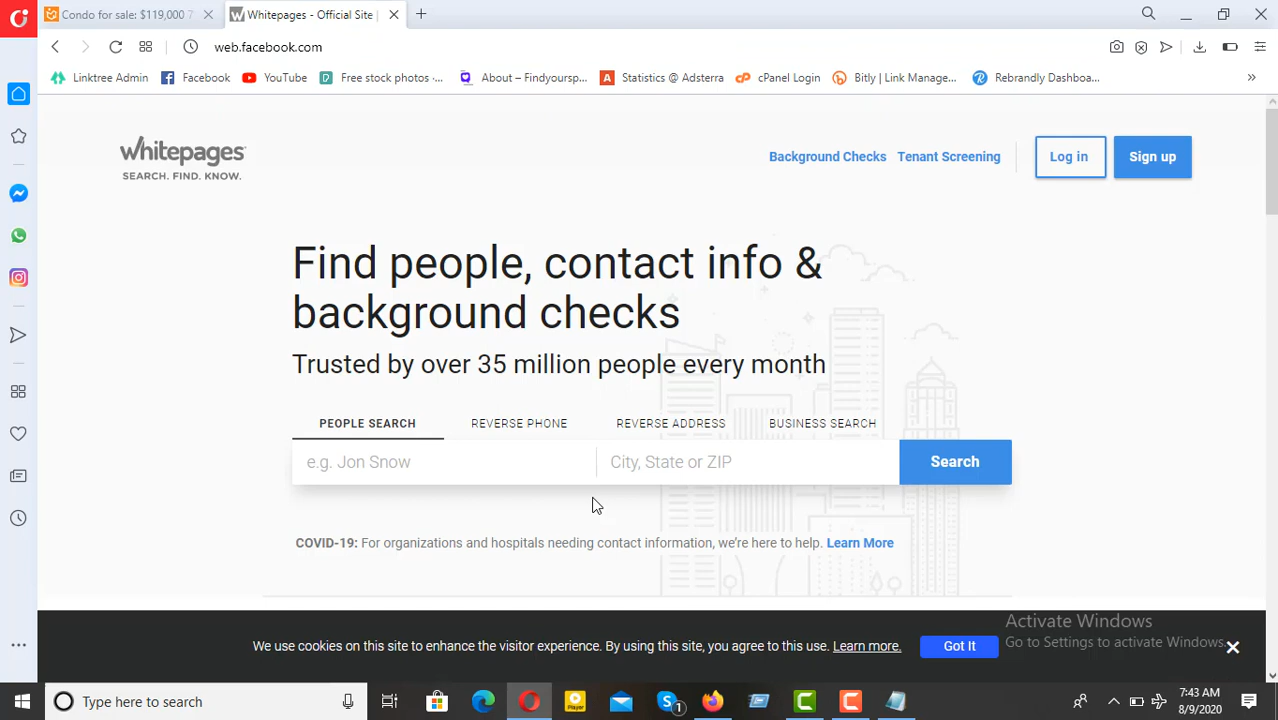 Condo for sale: $119,000 7
Whitepages - Official Site
web.facebook.com
Linktree Admin
Facebook
YouTube
Free stock photos -...
About – Findyoursp...
Statistics @ Adsterra
cPanel Login
Bitly | Link Manage...
Rebrandly Dashboa...
whitepages
SEARCH. FIND. KNOW.
Background Checks
Tenant Screening
Log in
Sign up
Find people, contact info &
background checks
Trusted by over 35 million people every month
PEOPLE SEARCH
REVERSE PHONE
REVERSE ADDRESS
BUSINESS SEARCH
e.g. Jon Snow
City, State or ZIP
Search
COVID-19: For organizations and hospitals needing contact information, we're here to help. Learn More
We use cookies on this site to enhance the visitor experience. By using this site, you agree to this use. Learn more.
Got It
Activate Windows
Go to Settings to activate Windows.
Type here to search
Player
S
1
7:43 AM
8/9/2020